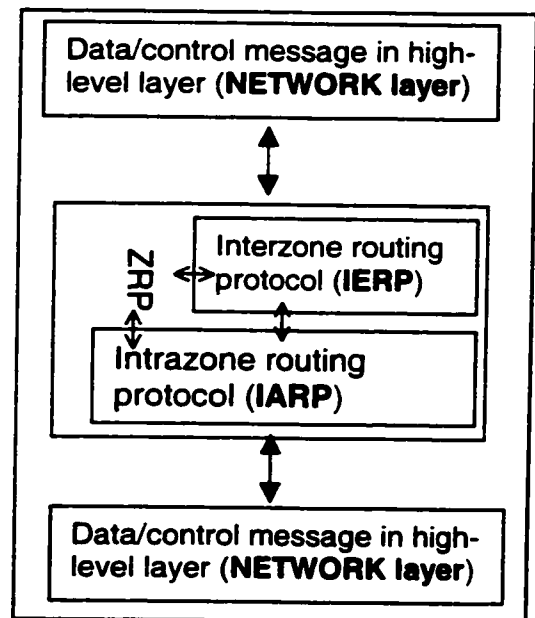 Data/control message in high-
level layer (NETWORK layer)
Interzone routing
protocol (IERP)
ZRP
Intrazone routing
protocol (IARP)
Data/control message in high-
level layer (NETWORK layer)